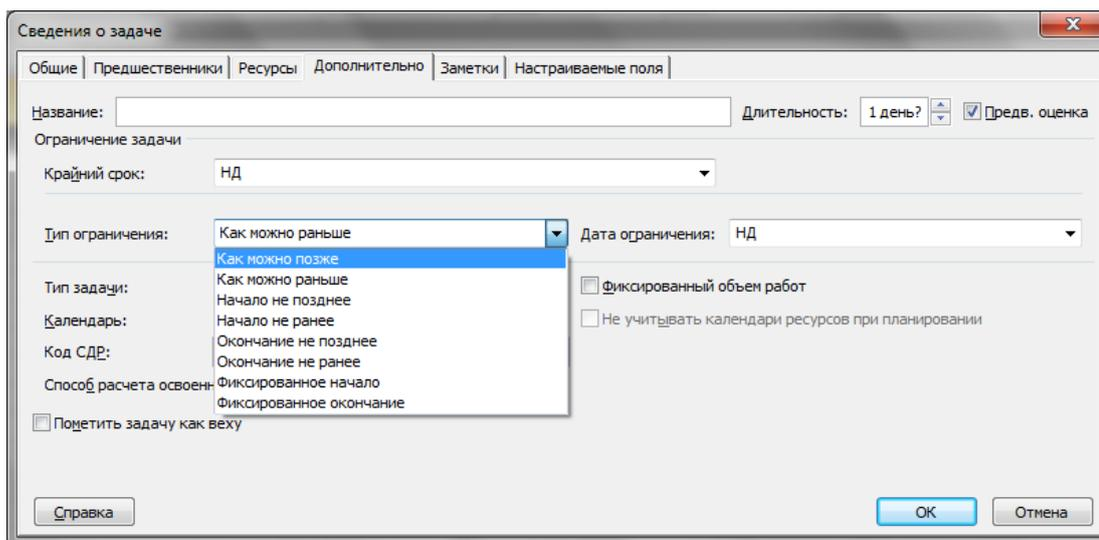 Сведения о задаче
Общие Предшественники Ресурсы Дополнительно Заметки Настраиваемые поля
Название: Длительность: 1 день? Предв. оценка
Ограничение задачи
Крайний срок: НД
Тип ограничения: Как можно раньше Дата ограничения: НД
Как можно позже
Тип задачи: Как можно раньше Фиксированный объем работ
Начало не позднее
Календарь: Начало не ранее Не учитывать календари ресурсов при планировании
Окончание не позднее
Код СДР: Окончание не ранее
Способ расчета освоенн Фиксированное начало
Фиксированное окончание
Пометить задачу как веху
Справка ОК Отмена